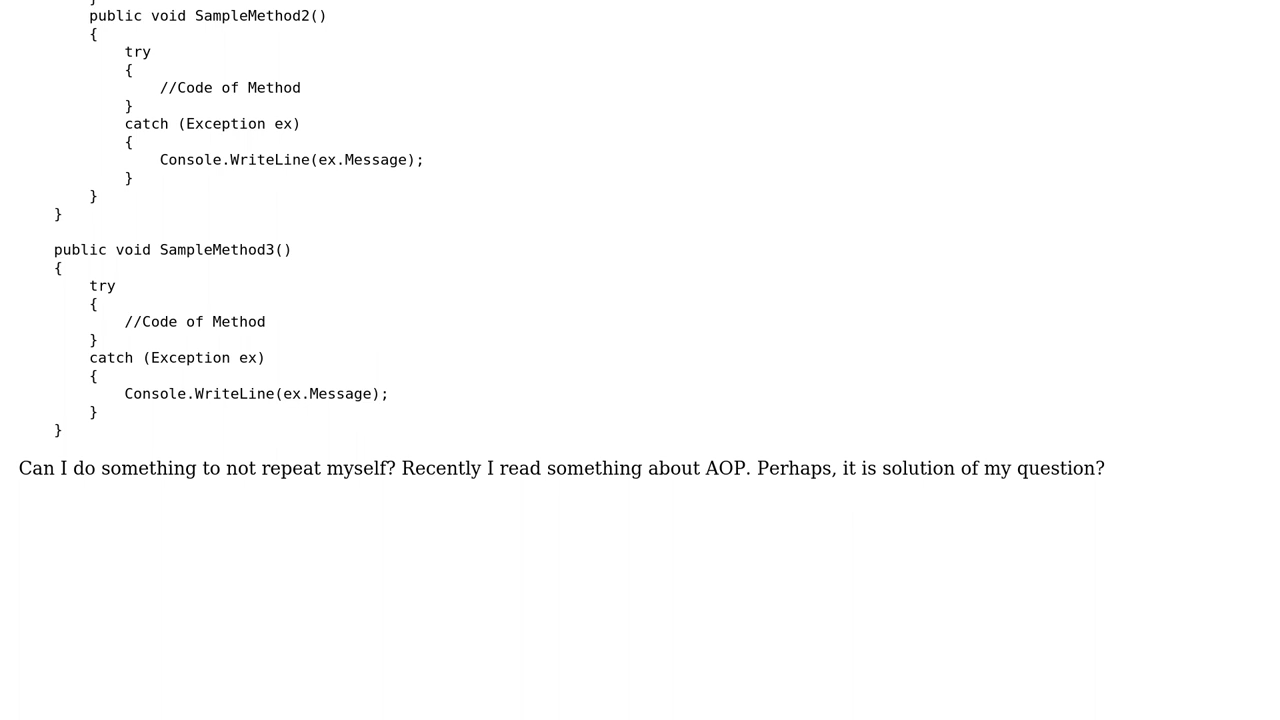 }
public void SampleMethod2()
{
try
{
//Code of Method
}
catch (Exception ex)
{
Console.WriteLine(ex.Message);
}
}
}
public void SampleMethod3()
{
try
{
//Code of Method
}
catch (Exception ex)
{
Console.WriteLine(ex.Message);
}
}
Can I do something to not repeat myself? Recently I read something about AOP. Perhaps, it is solution of my question?